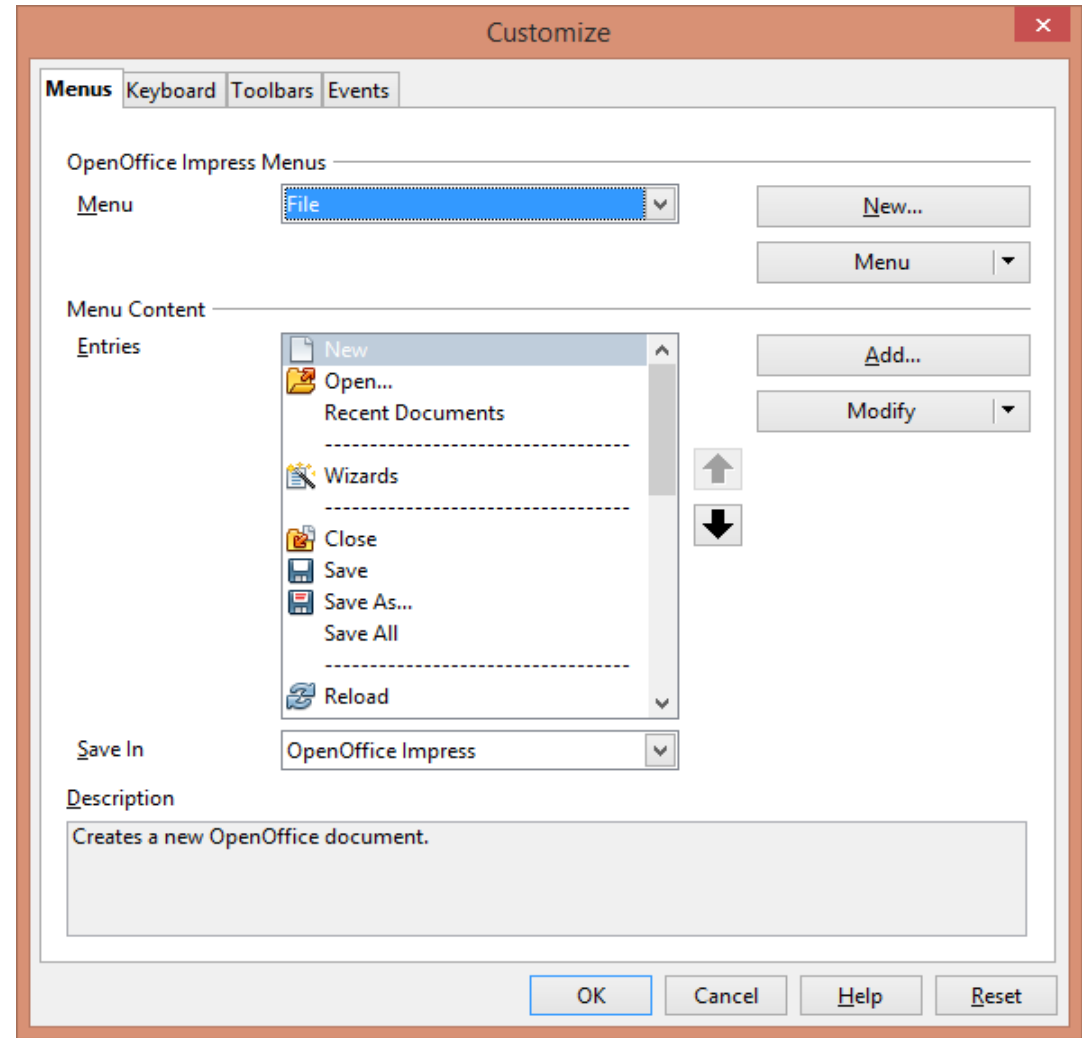 Customize
Menus Keyboard Toolbars Events
OpenOffice Impress Menus
Menu File New...
Menu
Menu Content
Entries New Add...
Open...
Recent Documents Modify
----------------------------------
Wizards
----------------------------------
Close
Save
Save As...
Save All
----------------------------------
Reload
Save In OpenOffice Impress
Description
Creates a new OpenOffice document.
OK Cancel Help Reset